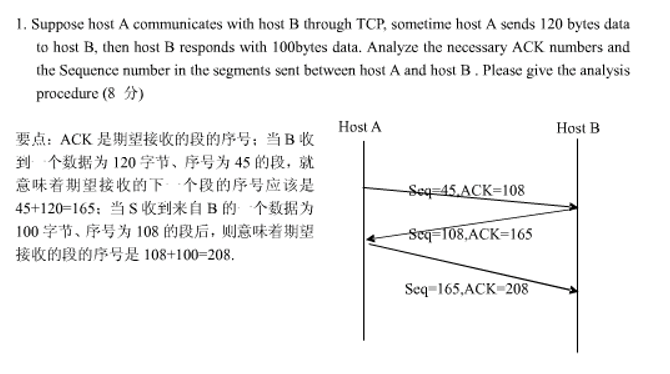 1. Suppose host A communicates with host B through TCP, sometime host A sends 120 bytes data
to host B, then host B responds with 100bytes data. Analyze the necessary ACK numbers and
the Sequence number in the segments sent between host A and host B . Please give the analysis
procedure (8 分)
要点：ACK 是期望接收的段的序号；当 B 收
到一个数据为 120 字节、序号为 45 的段，就
意味着期望接收的下一个段的序号应该是
45+120=165；当 S 收到来自 B 的一个数据为
100 字节、序号为 108 的段后，则意味着期望
接收的段的序号是 108+100=208.
Host A
Host B
Seq=45,ACK=108
Seq=108,ACK=165
Seq=165,ACK=208